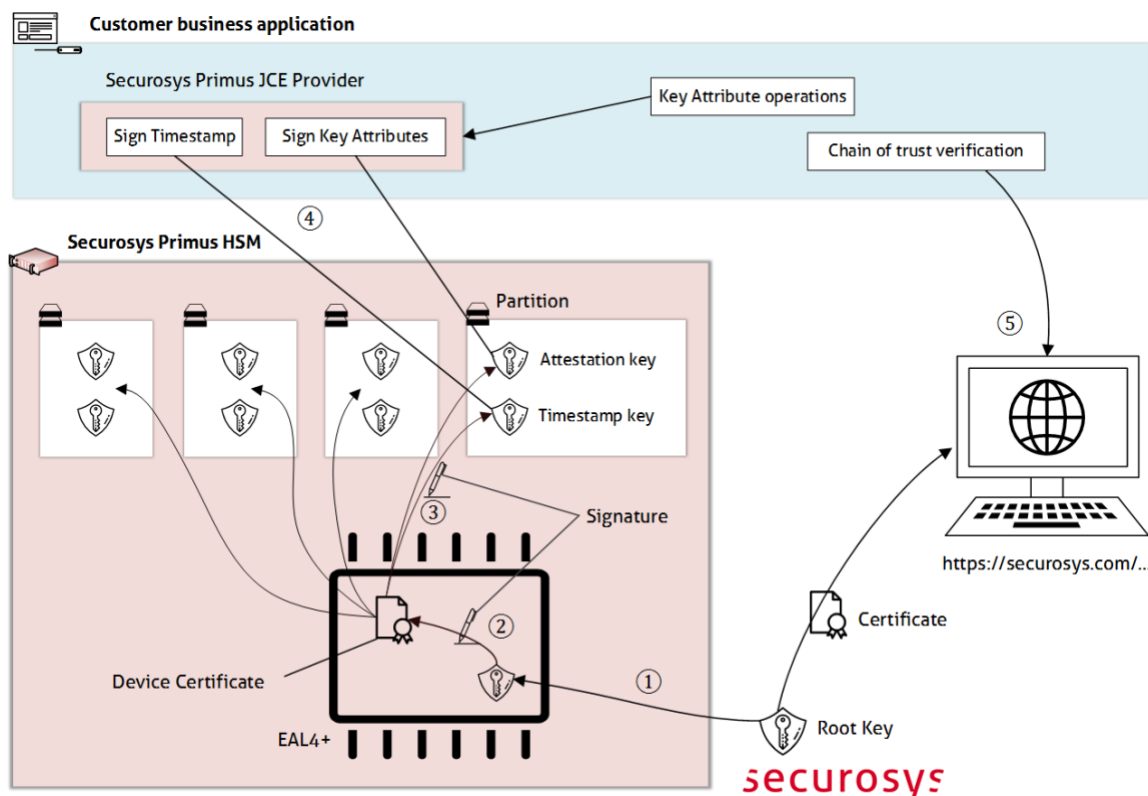 Customer business application
Securosys Primus JCE Provider
Key Attribute operations
Sign Timestamp
Sign Key Attributes
Chain of trust verification
④
Securosys Primus HSM
Partition
⑤
Attestation key
Timestamp key
③
Signature
https://securosys.com/...
②
Certificate
Device Certificate
①
Root Key
EAL4+
securosys